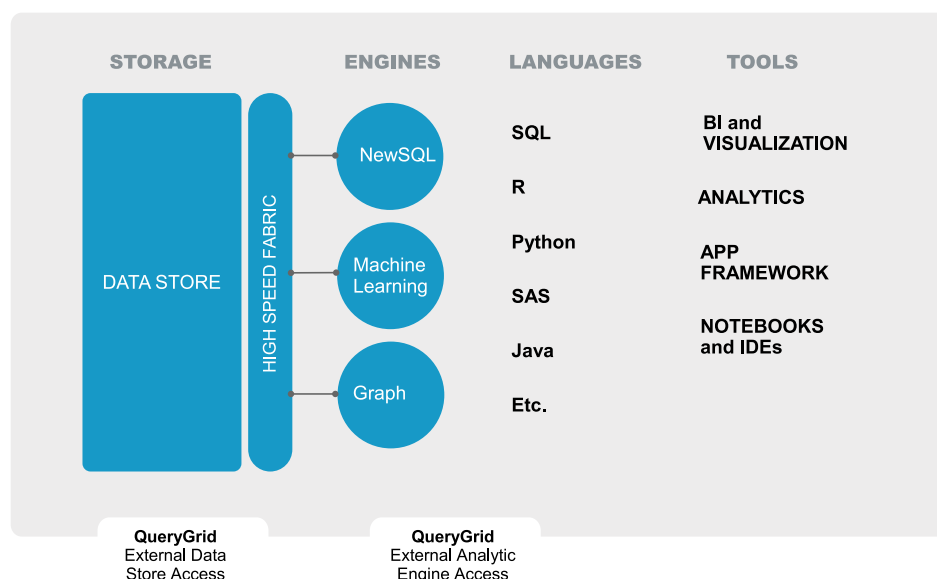 STORAGE
ENGINES
LANGUAGES
TOOLS
DATA STORE
HIGH SPEED FABRIC
NewSQL
Machine
Learning
Graph
SQL
R
Python
SAS
Java
Etc.
BI and
VISUALIZATION
ANALYTICS
APP
FRAMEWORK
NOTEBOOKS
and IDEs
QueryGrid
External Data
Store Access
QueryGrid
External Analytic
Engine Access